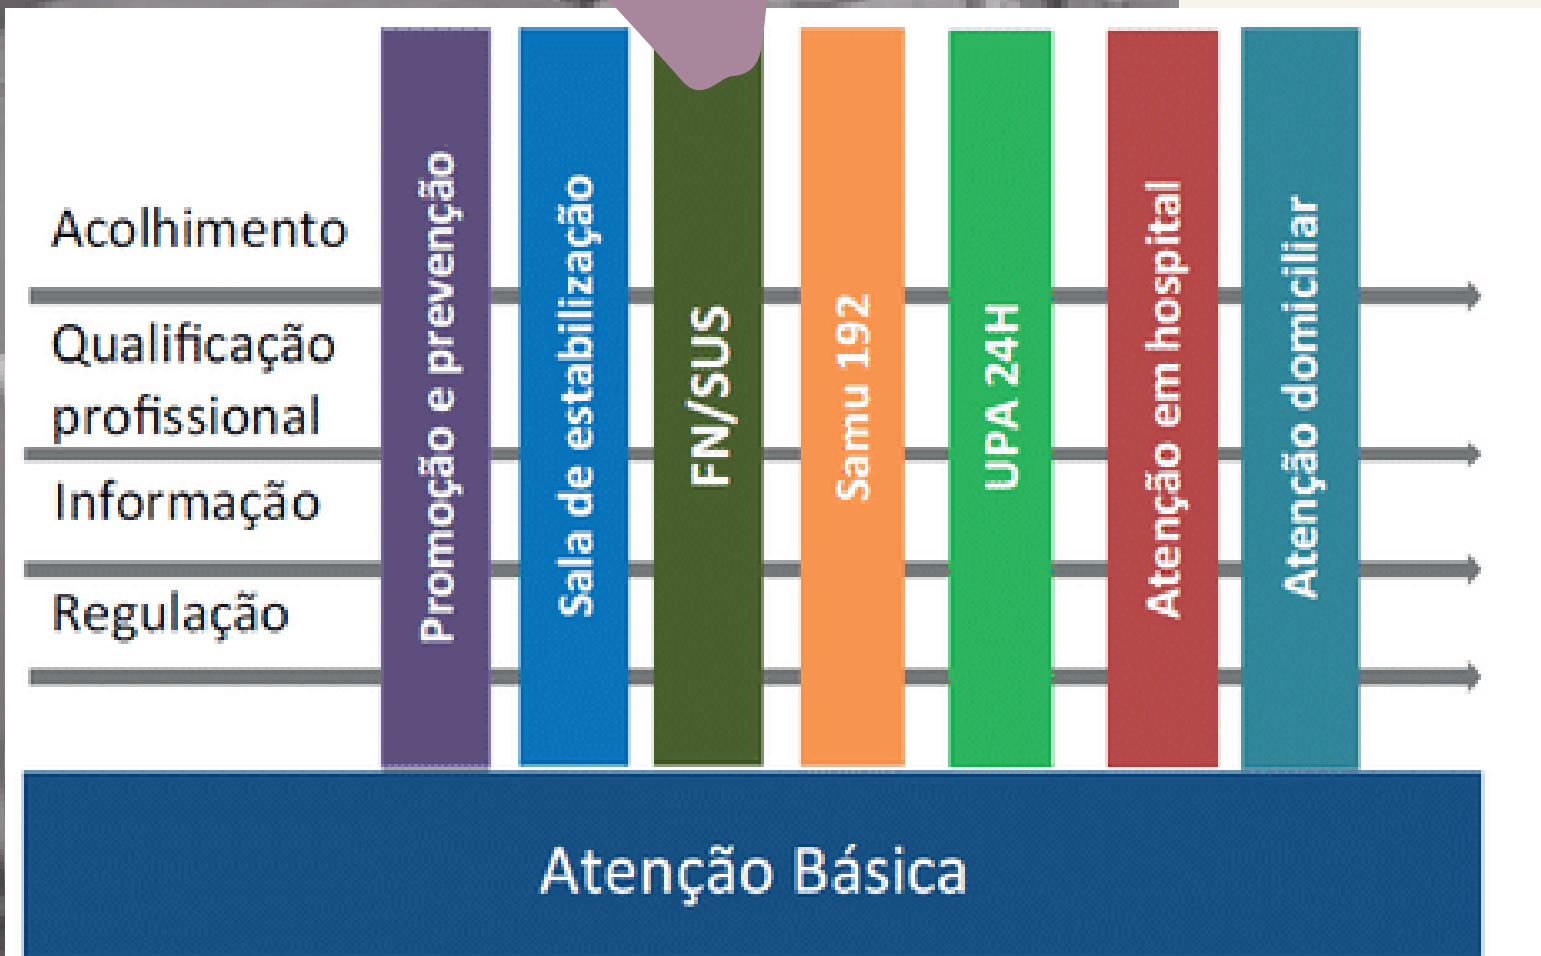 Acolhimento
Qualificação
profissional
Informação
Regulação
Promoção e prevenção
Sala de estabilização
FN/SUS
Samu 192
UPA 24H
Atenção em hospital
Atenção domiciliar
Atenção Básica